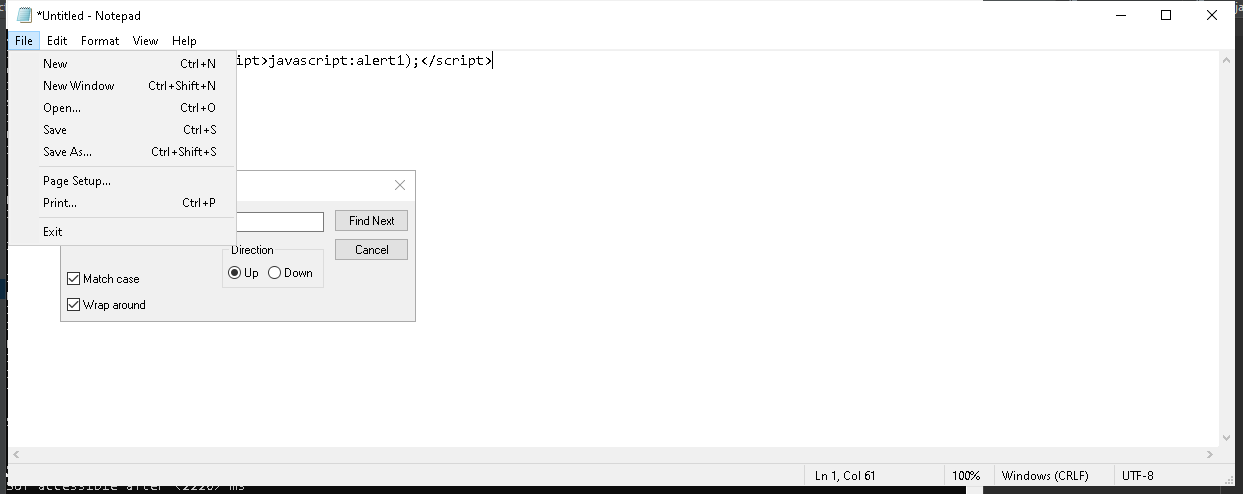 *Untitled - Notepad
File Edit Format View Help
ipt>javascript:alert1);</script>
New Ctrl+N
New Window Ctrl+Shift+N
Open... Ctrl+O
Save Ctrl+S
Save As... Ctrl+Shift+S
Page Setup...
Print... Ctrl+P
Exit
Find Next
Cancel
Direction
Up Down
Match case
Wrap around
Ln 1, Col 61 100% Windows (CRLF) UTF-8
accessible after ms